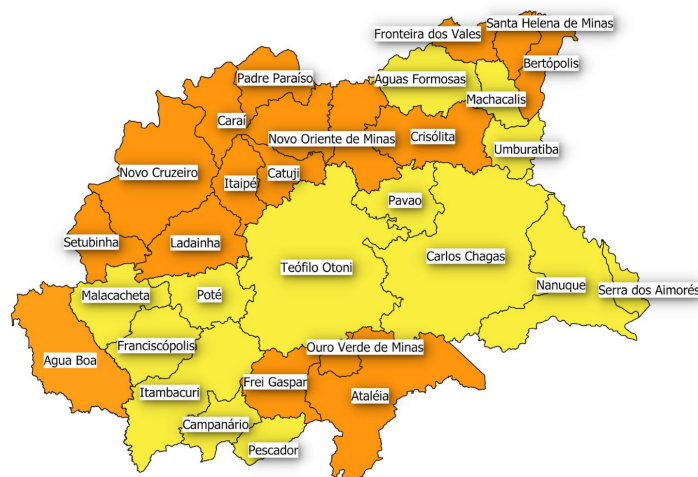 Santa Helena de Minas
Fronteira dos Vales
Bertópolis
Padre Paraíso
Aguas Formosas
Machacalis
Caraí
Novo Oriente de Minas
Crisólita
Umburatiba
Novo Cruzeiro
Itaipé
Catuji
Pavao
Setubinha
Ladainha
Teófilo Otoni
Carlos Chagas
Malacacheta
Poté
Nanuque
Serra dos Aimorés
Agua Boa
Franciscópolis
Ouro Verde de Minas
Itambacuri
Frei Gaspar
Ataléia
Campanário
Pescador